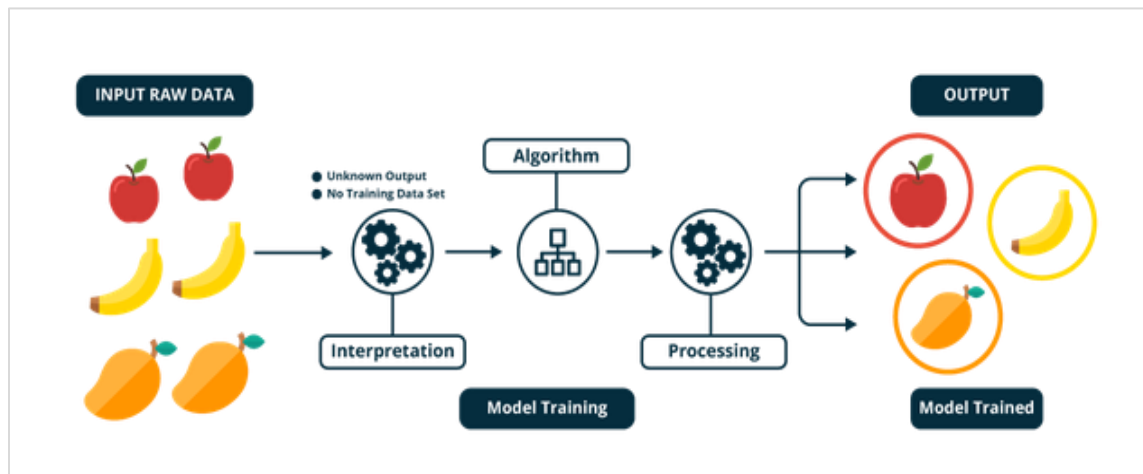 INPUT RAW DATA
OUTPUT
Algorithm
● Unknown Output
● No Training Data Set
Interpretation
Processing
Model Training
Model Trained